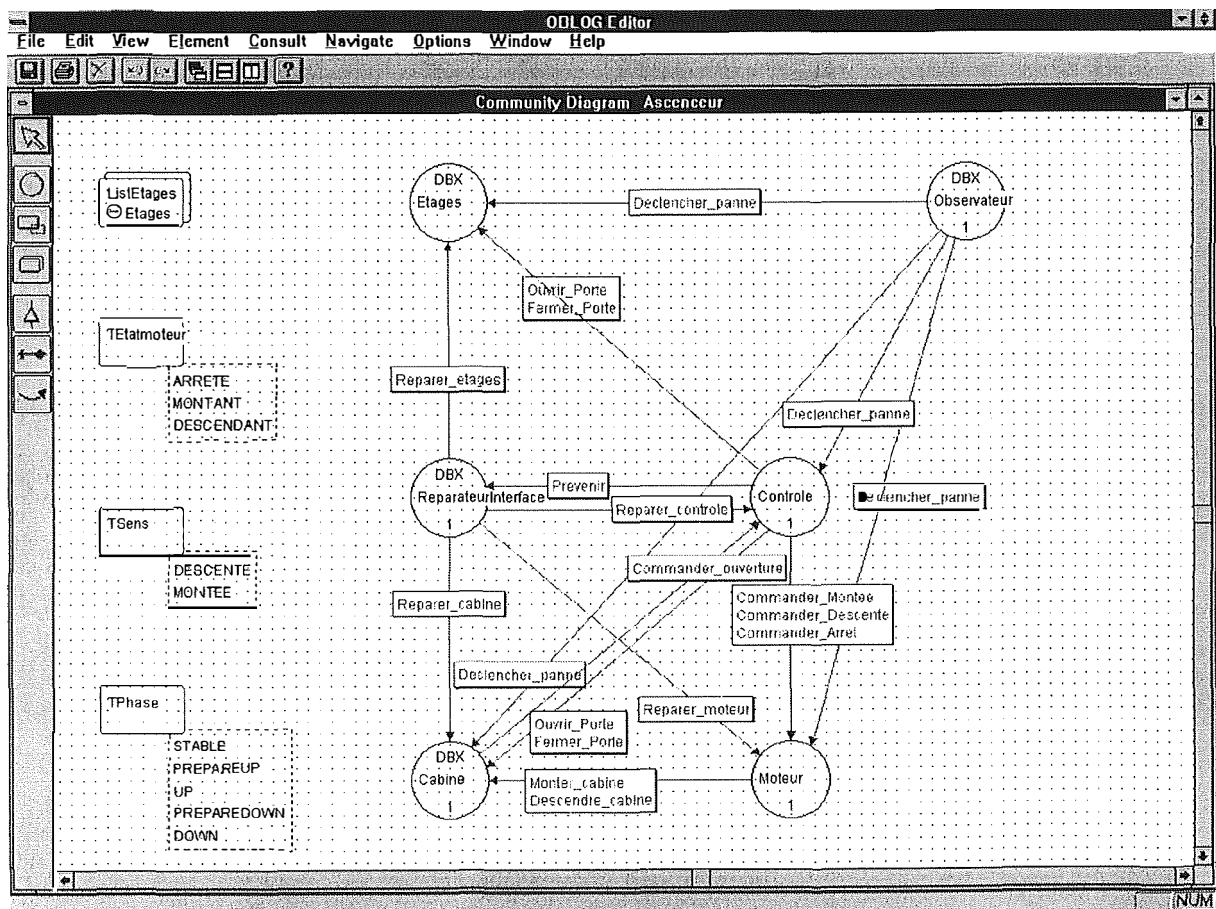 ODLOG Editor
File Edit View Element Consult Navigate Options Window Help
Community Diagram Ascenceur
ListEtages
Etages
TEtatmoteur
ARRETE
MONTANT
DESCENDANT
TSens
DESCENTE
MONTEE
TPhase
STABLE
PREPAREUP
UP
PREPAREDOWN
DOWN
DBX
Etages
Declencher_panne
DBX
Observateur
1
Ouvrir_Porte
Fermer_Porte
Reparer_etages
Declencher_panne
DBX
ReparateurInterface
1
Prevenir
Reparer_controle
Controle
1
Declencher_panne
Commander_ouverture
Reparer_cabine
Commander_Montee
Commander_Descente
Commander_Arret
Declencher_panne
Reparer_moteur
Ouvrir_Porte
Fermer_Porte
DBX
Cabine
1
Monter_cabine
Descendre_cabine
Moteur
1
NUM